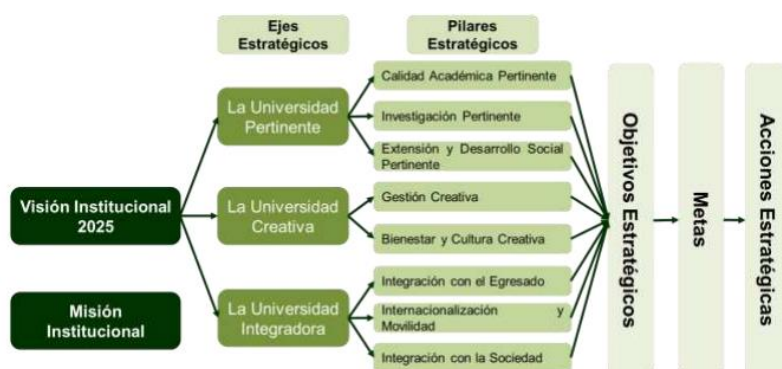 Ejes
Estratégicos
Pilares
Estratégicos
Visión Institucional
2025
Misión
Institucional
La Universidad
Pertinente
La Universidad
Creativa
La Universidad
Integradora
Calidad Académica Pertinente
Investigación Pertinente
Extensión y Desarrollo Social
Pertinente
Gestión Creativa
Bienestar y Cultura Creativa
Integración con el Egresado
Internacionalización y
Movilidad
Integración con la Sociedad
Objetivos Estratégicos
Metas
Acciones Estratégicas